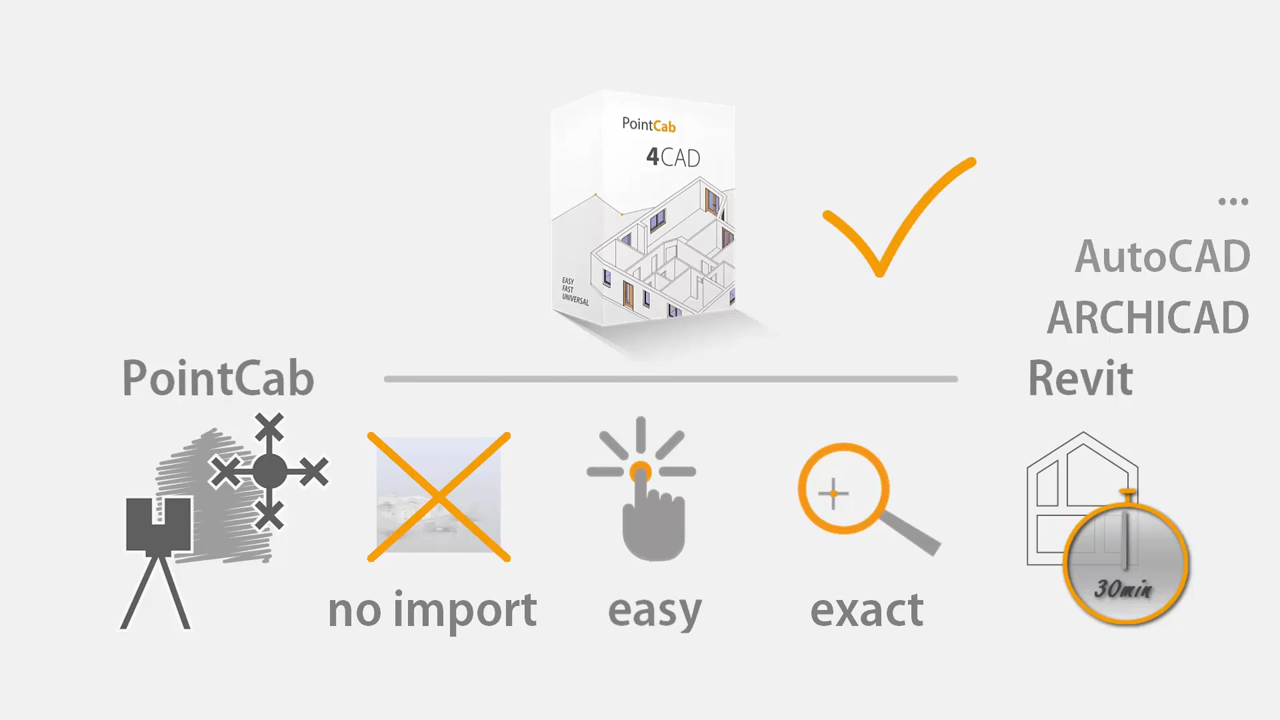 PointCab
4CAD
EASY
FAST
UNIVERSAL
...
AutoCAD
ARCHICAD
PointCab
Revit
no import
easy
exact
30min